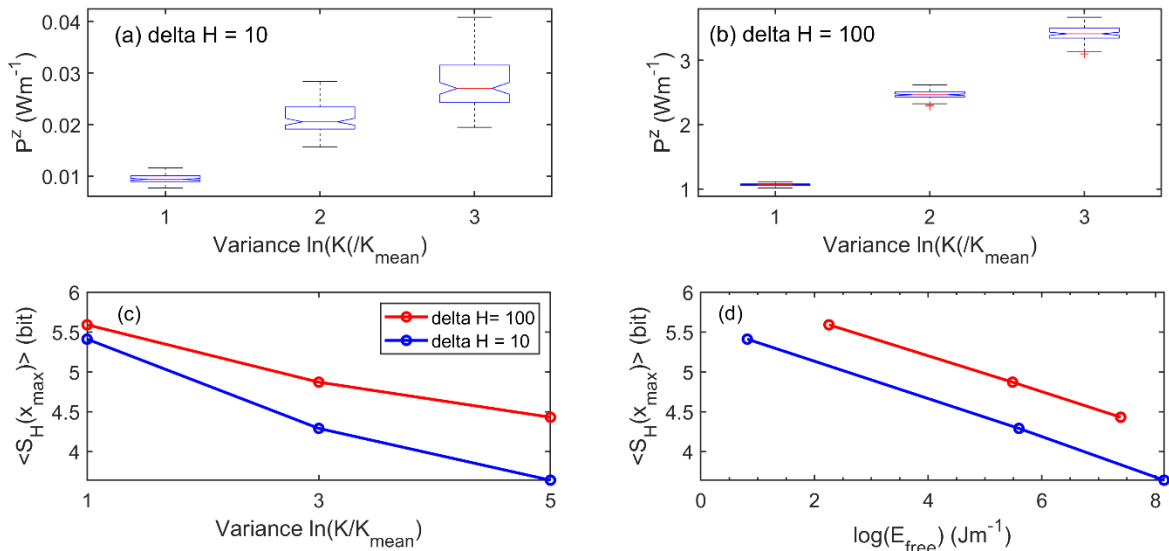 (a) delta H = 10
0.04
0.03
0.02
0.01
P^z (Wm^-1)
1 2 3
Variance ln(K(/K_mean)
(b) delta H = 100
3
2
1
P^z (Wm^-1)
1 2 3
Variance ln(K(/K_mean)
(c)
6
5.5
5
4.5
4
<S_H(x_max)> (bit)
delta H= 100
delta H = 10
1 3 5
Variance ln(K/K_mean)
(d)
6
5.5
5
4.5
4
<S_H(x_max)> (bit)
0 2 4 6 8
log(E_free) (Jm^-1)